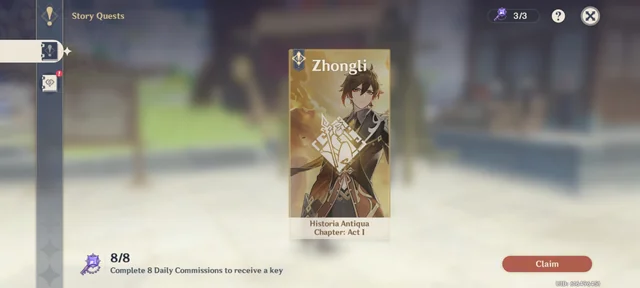 Story Quests
3/3
?
Zhongli
Historia Antiqua
Chapter: Act I
8/8
Complete 8 Daily Commissions to receive a key
Claim